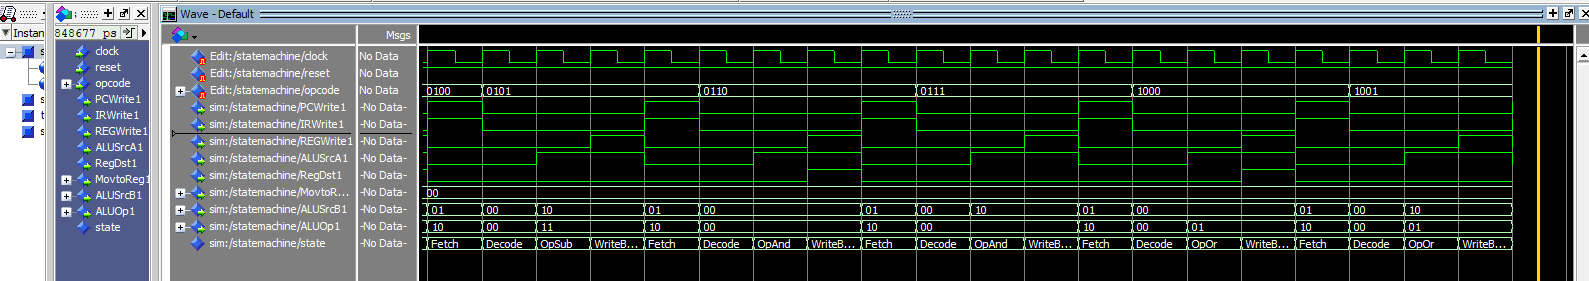 Wave - Default
Instan
848677 ps
Msgs
clock
reset
opcode
PCWrite1
IRWrite1
REGWrite1
ALUSrcA1
RegDst1
MovtoReg1
ALUSrcB1
ALUOp1
state
Edit:/statemachine/clock No Data
Edit:/statemachine/reset No Data
Edit:/statemachine/opcode No Data 0100 0101 0110 0111 1000 1001
sim:/statemachine/PCWrite1 -No Data-
sim:/statemachine/IRWrite1 -No Data-
sim:/statemachine/REGWrite1 -No Data-
sim:/statemachine/ALUSrcA1 -No Data-
sim:/statemachine/RegDst1 -No Data-
sim:/statemachine/MovtoR... -No Data- 00
sim:/statemachine/ALUSrcB1 -No Data- 01 00 10 01 00 01 00 10 01 00 01 00 10
sim:/statemachine/ALUOp1 -No Data- 10 00 11 10 00 10 00 10 00 01 10 00 01
sim:/statemachine/state -No Data- Fetch Decode OpSub WriteB... Fetch Decode OpAnd WriteB... Fetch Decode OpAnd WriteB... Fetch Decode OpOr WriteB... Fetch Decode OpOr WriteB...